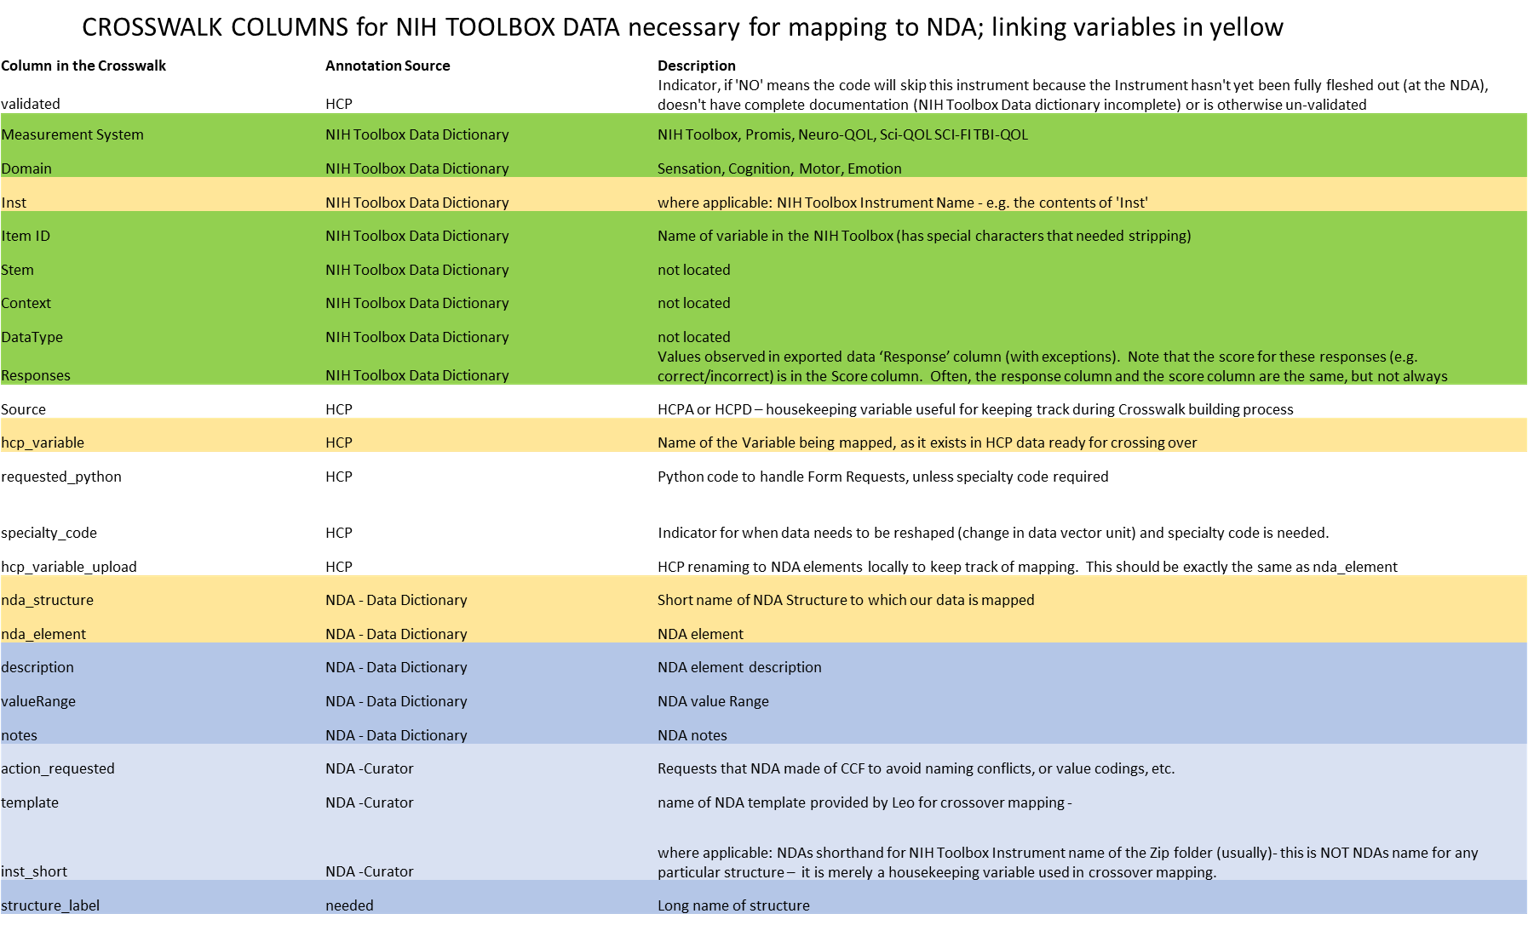 CROSSWALK COLUMNS for NIH TOOLBOX DATA necessary for mapping to NDA; linking variables in yellow
Column in the Crosswalk Annotation Source Description
Indicator, if 'NO' means the code will skip this instrument because the Instrument hasn't yet been fully fleshed out (at the NDA),
validated HCP doesn't have complete documentation (NIH Toolbox Data dictionary incomplete) or is otherwise un-validated
Measurement System NIH Toolbox Data Dictionary NIH Toolbox, Promis, Neuro-QOL, Sci-QOL SCI-FI TBI-QOL
Domain NIH Toolbox Data Dictionary Sensation, Cognition, Motor, Emotion
Inst NIH Toolbox Data Dictionary where applicable: NIH Toolbox Instrument Name - e.g. the contents of 'Inst'
Item ID NIH Toolbox Data Dictionary Name of variable in the NIH Toolbox (has special characters that needed stripping)
Stem NIH Toolbox Data Dictionary not located
Context NIH Toolbox Data Dictionary not located
DataType NIH Toolbox Data Dictionary not located
Values observed in exported data ‘Response’ column (with exceptions). Note that the score for these responses (e.g.
Responses NIH Toolbox Data Dictionary correct/incorrect) is in the Score column. Often, the response column and the score column are the same, but not always
Source HCP HCPA or HCPD – housekeeping variable useful for keeping track during Crosswalk building process
hcp_variable HCP Name of the Variable being mapped, as it exists in HCP data ready for crossing over
requested_python HCP Python code to handle Form Requests, unless specialty code required
specialty_code HCP Indicator for when data needs to be reshaped (change in data vector unit) and specialty code is needed.
hcp_variable_upload HCP HCP renaming to NDA elements locally to keep track of mapping. This should be exactly the same as nda_element
nda_structure NDA - Data Dictionary Short name of NDA Structure to which our data is mapped
nda_element NDA - Data Dictionary NDA element
description NDA - Data Dictionary NDA element description
valueRange NDA - Data Dictionary NDA value Range
notes NDA - Data Dictionary NDA notes
action_requested NDA -Curator Requests that NDA made of CCF to avoid naming conflicts, or value codings, etc.
template NDA -Curator name of NDA template provided by Leo for crossover mapping -
where applicable: NDAs shorthand for NIH Toolbox Instrument name of the Zip folder (usually)- this is NOT NDAs name for any
inst_short NDA -Curator particular structure – it is merely a housekeeping variable used in crossover mapping.
structure_label needed Long name of structure